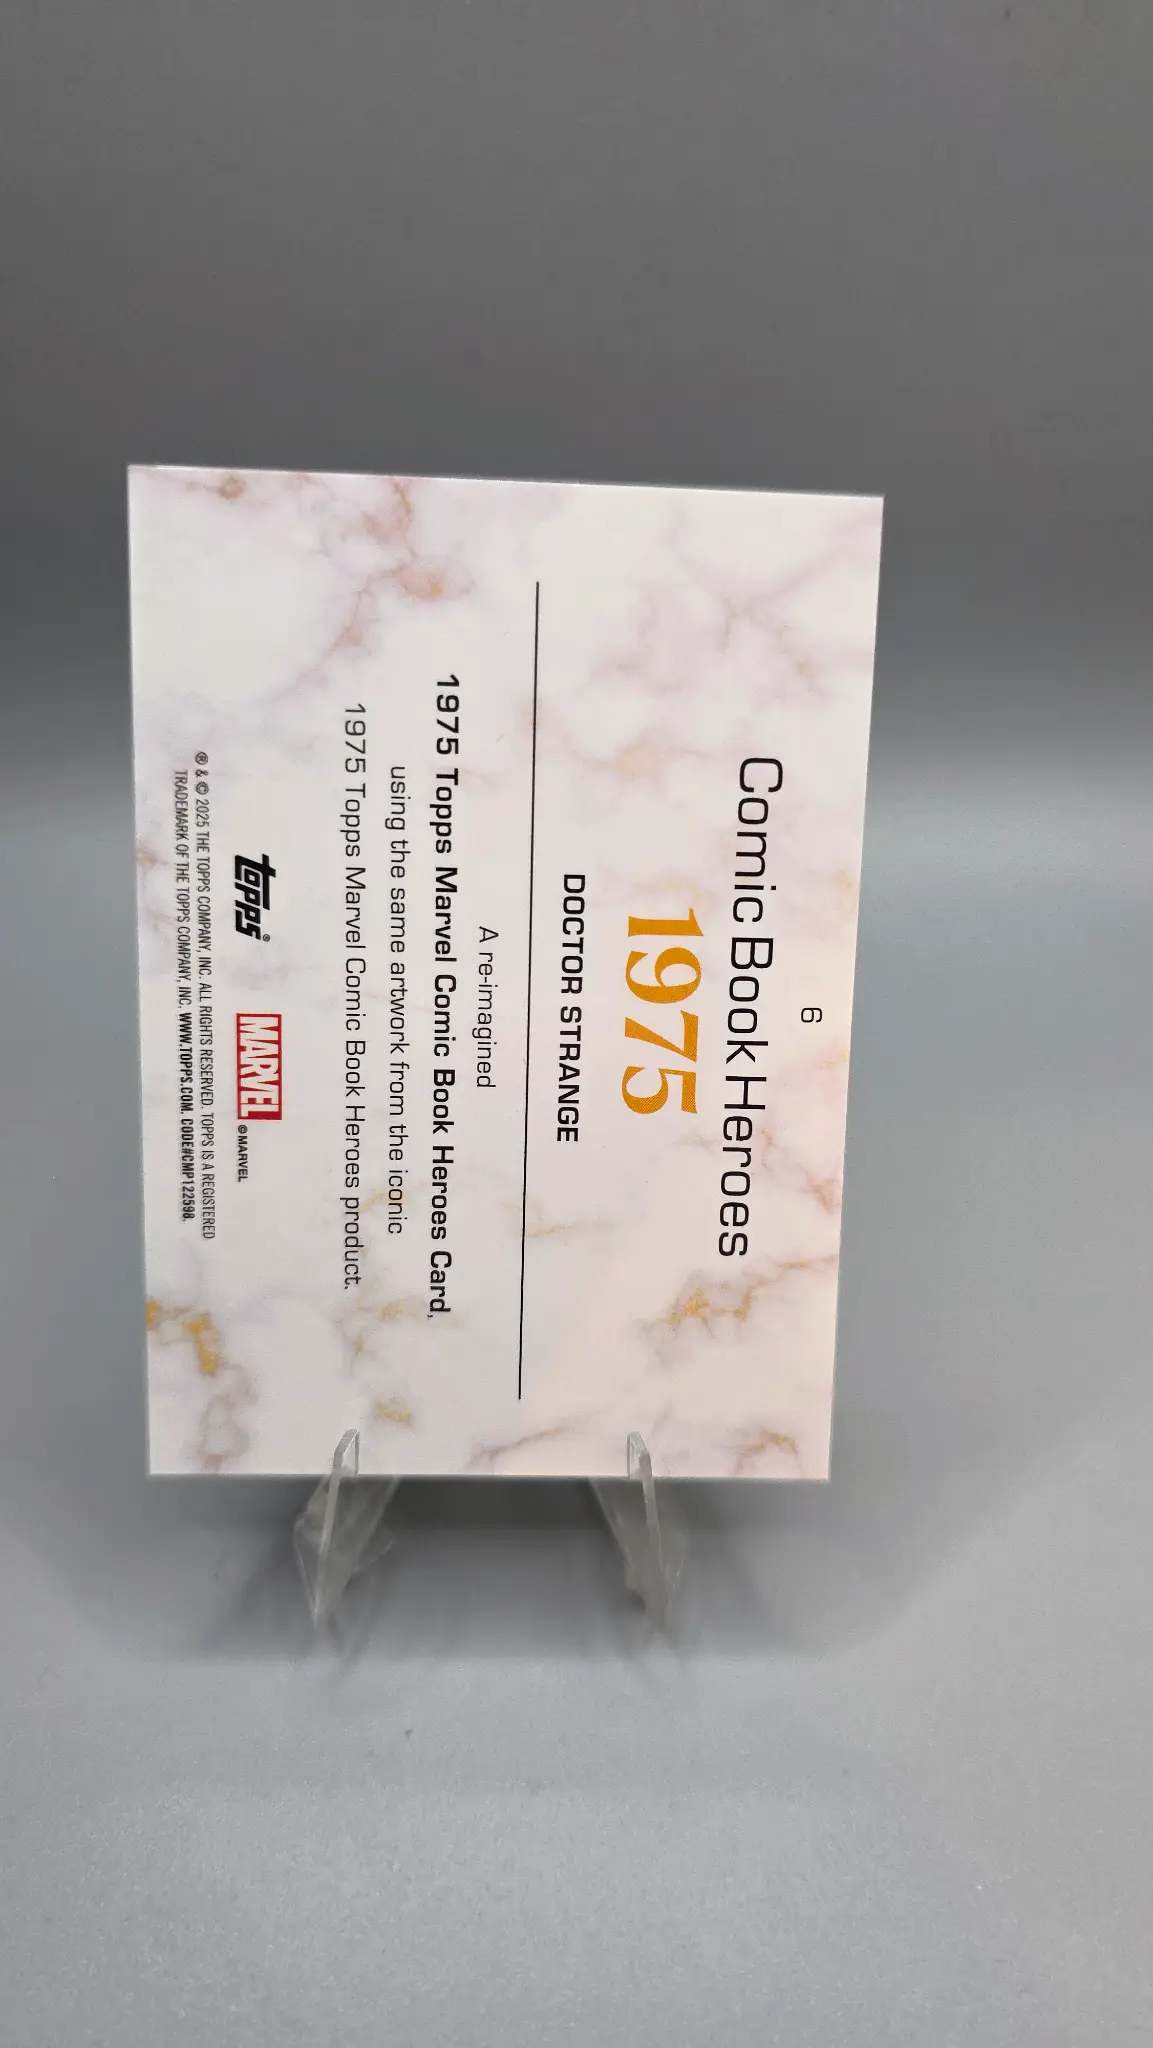 6
Comic Book Heroes
1975
DOCTOR STRANGE
A re-imagined
1975 Topps Marvel Comic Book Heroes Card,
using the same artwork from the iconic
1975 Topps Marvel Comic Book Heroes product.
topps® MARVEL © MARVEL
® & © 2025 THE TOPPS COMPANY, INC. ALL RIGHTS RESERVED. TOPPS IS A REGISTERED
TRADEMARK OF THE TOPPS COMPANY, INC. WWW.TOPPS.COM. CODE#CMP122598.